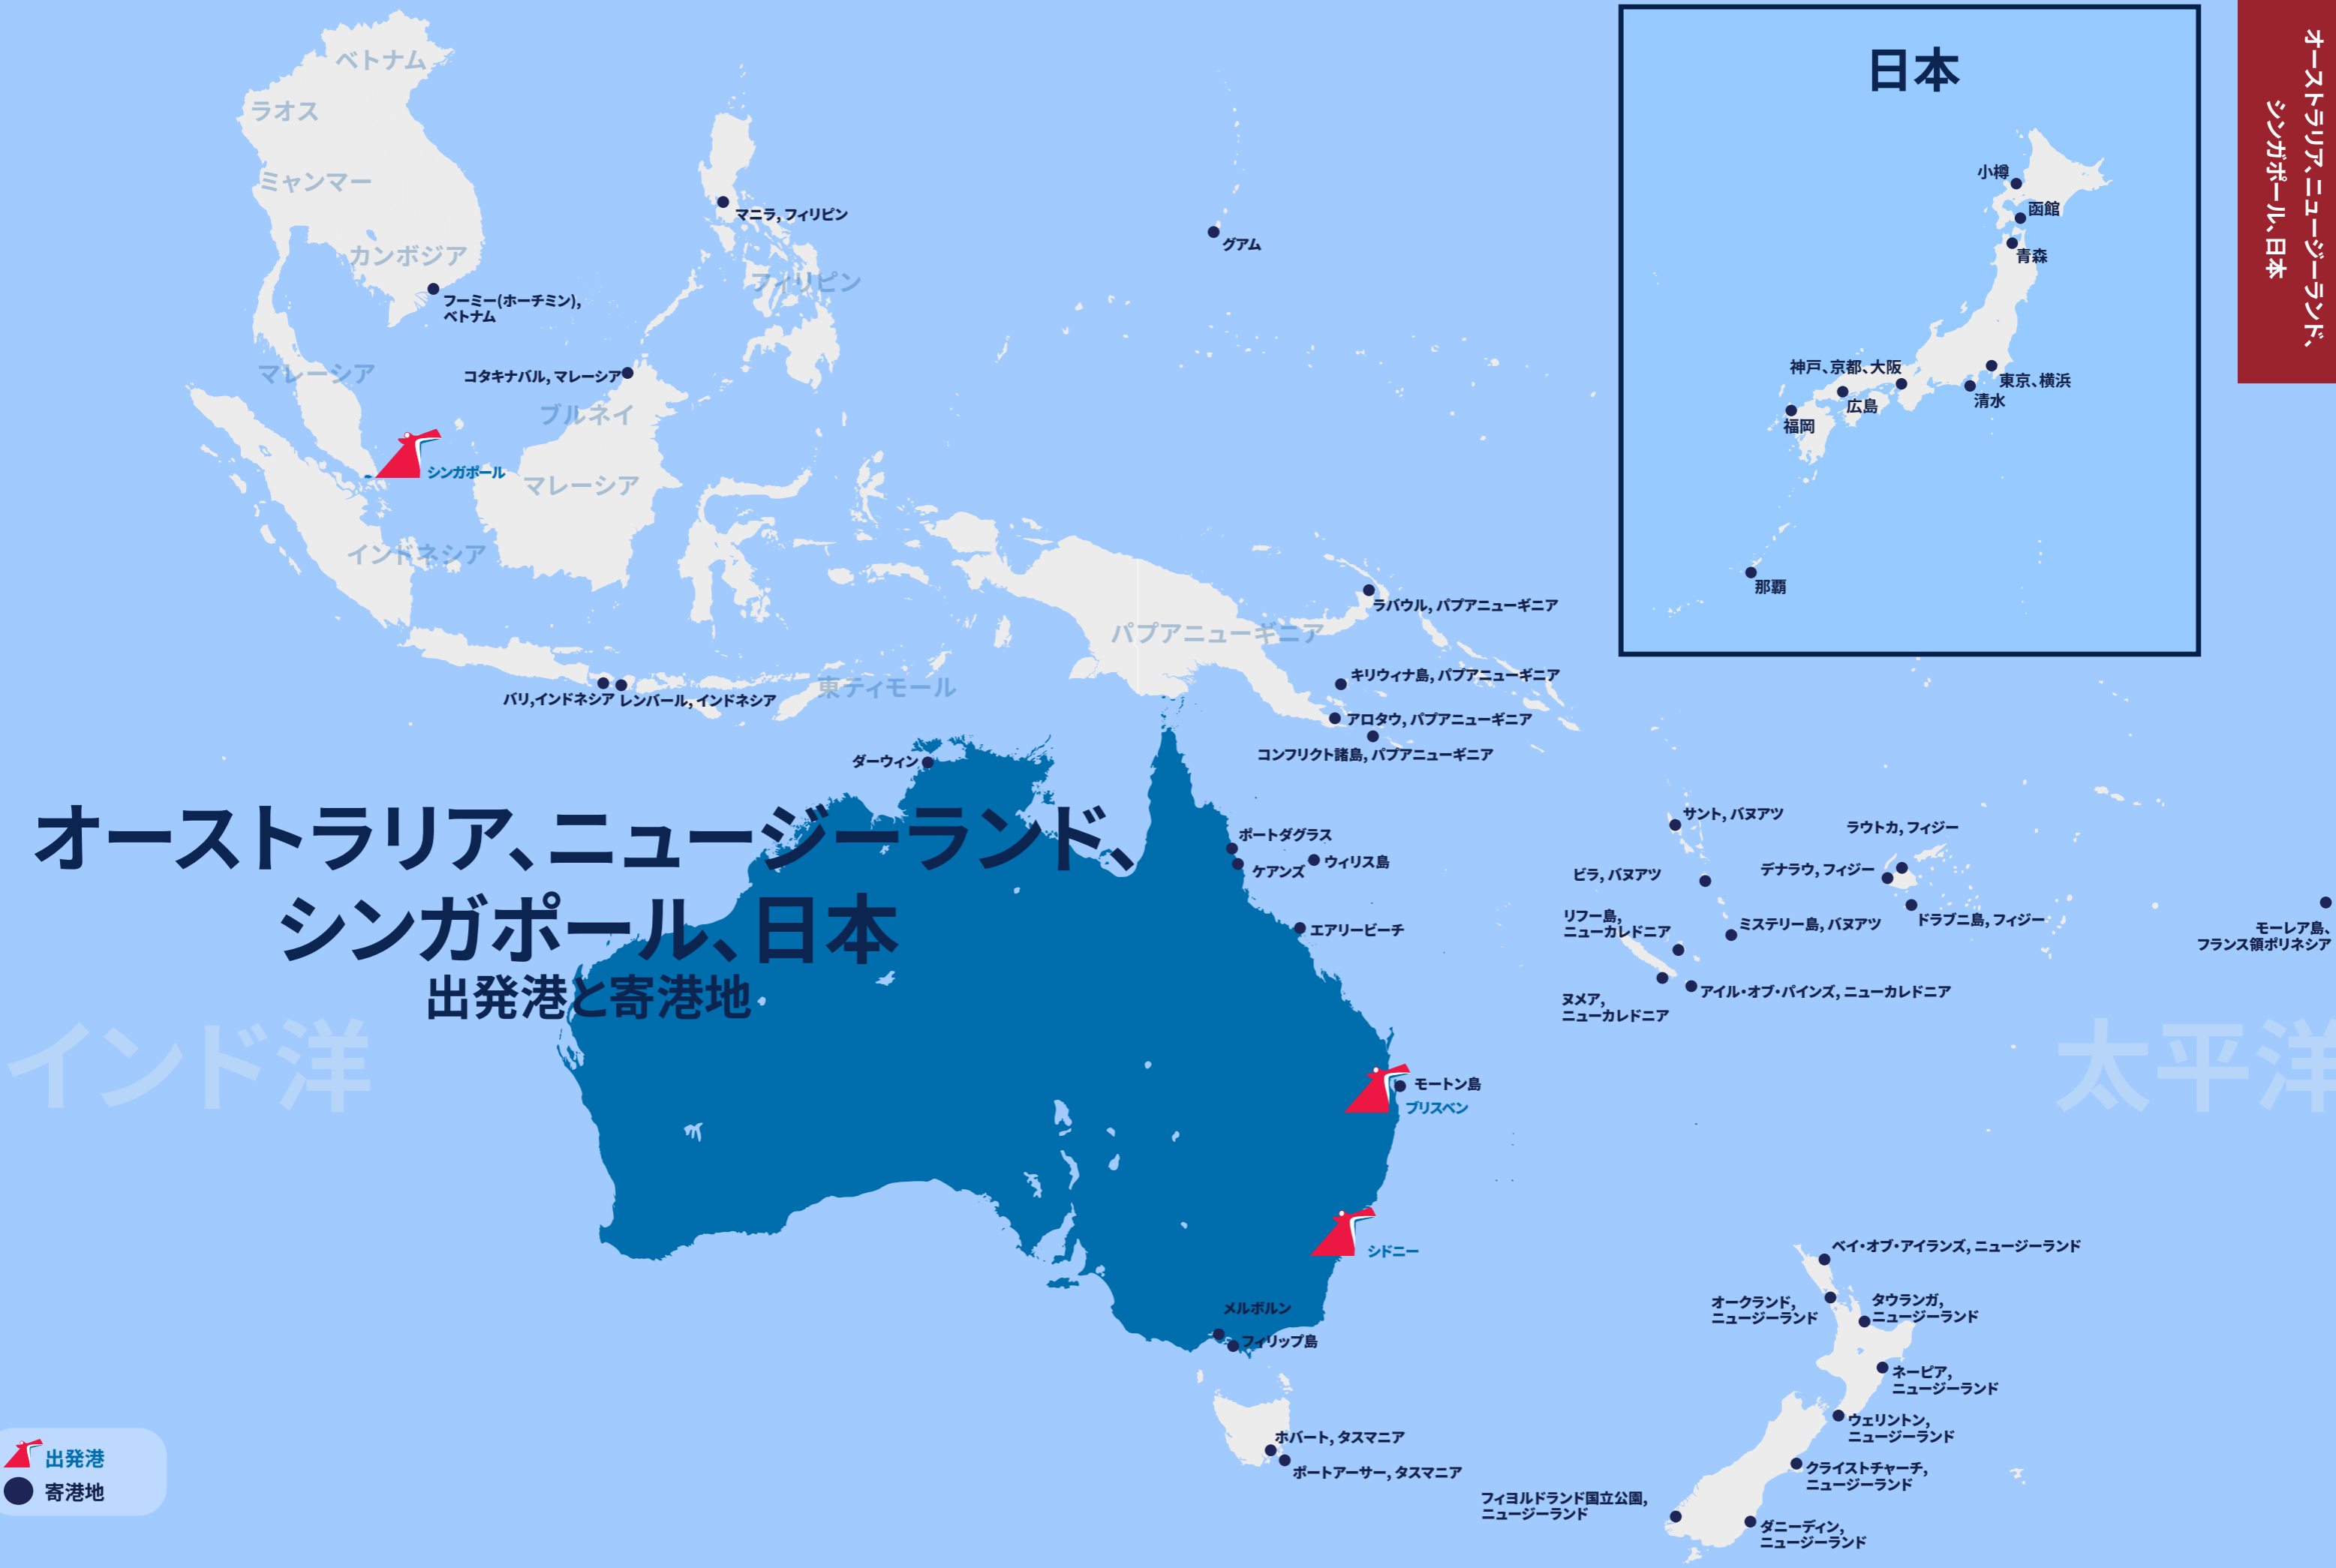 オーストラリア、ニュージーランド、
シンガポール、日本
日本
小樽
函館
青森
神戸、京都、大阪
東京、横浜
清水
広島
福岡
那覇
ベトナム
ラオス
ミャンマー
カンボジア
フーミー(ホーチミン),
ベトナム
マニラ, フィリピン
フィリピン
グアム
マレーシア
コタキナバル, マレーシア
ブルネイ
シンガポール
マレーシア
インドネシア
ラバウル, パプアニューギニア
パプアニューギニア
キリウィナ島, パプアニューギニア
東ティモール
バリ,インドネシア
レンバール, インドネシア
アロタウ, パプアニューギニア
コンフリクト諸島, パプアニューギニア
ダーウィン
オーストラリア、ニュージーランド、
シンガポール、日本
出発港と寄港地
ポートダグラス
ケアンズ
ウィリス島
エアリービーチ
サント, バヌアツ
ラウトカ, フィジー
ビラ, バヌアツ
デナラウ, フィジー
リフー島,
ニューカレドニア
ミステリー島, バヌアツ
ドラブニ島, フィジー
モーレア島、
フランス領ポリネシア
ヌメア,
ニューカレドニア
アイル・オブ・パインズ, ニューカレドニア
インド洋
太平洋
モートン島
ブリスベン
シドニー
メルボルン
フィリップ島
ホバート, タスマニア
ポートアーサー, タスマニア
ベイ・オブ・アイランズ, ニュージーランド
オークランド,
ニュージーランド
タウランガ,
ニュージーランド
ネーピア,
ニュージーランド
ウェリントン,
ニュージーランド
クライストチャーチ,
ニュージーランド
フィヨルドランド国立公園,
ニュージーランド
ダニーディン,
ニュージーランド
出発港
寄港地